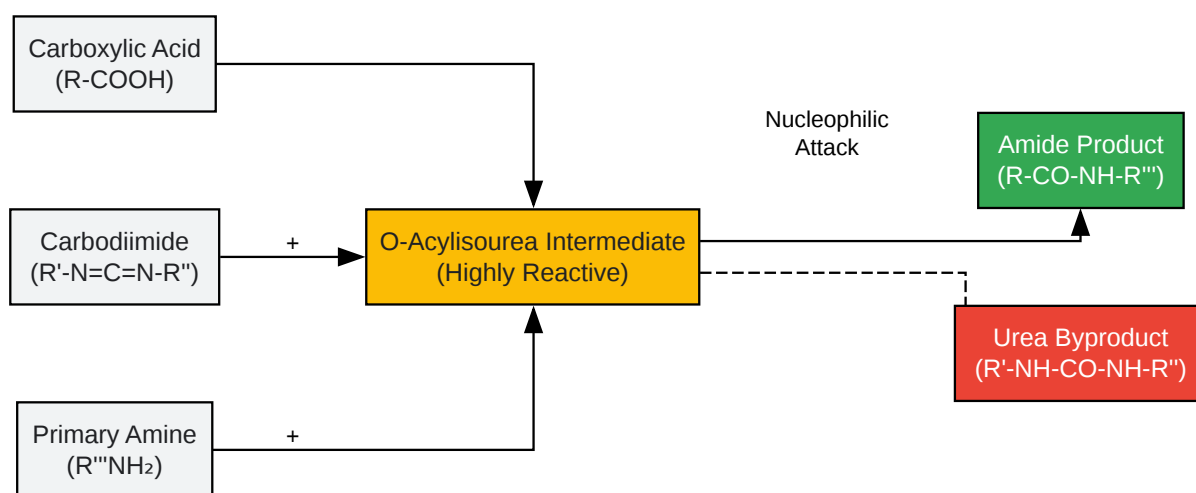 Carboxylic Acid
(R-COOH)
Nucleophilic
Attack
Amide Product
(R-CO-NH-R''')
Carbodiimide
(R'-N=C=N-R'')
+
O-Acylisourea Intermediate
(Highly Reactive)
Urea Byproduct
(R'-NH-CO-NH-R'')
Primary Amine
(R'''NH₂)
+